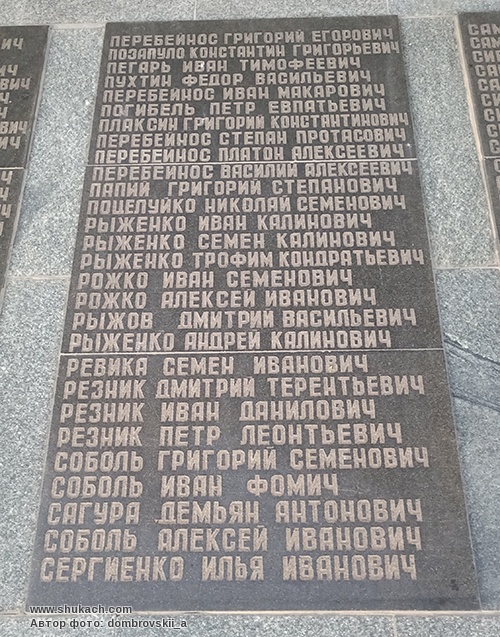 ПЕРЕБЕЙНОС ГРИГОРИЙ ЕГОРОВИЧ
ПОЗДУЛО КОНСТАНТИН ГРИГОРЬЕВИЧ
ПЕГАРЬ ИВАН ТИМОФЕЕВИЧ
ПУХТИН ФЕДОР ВАСИЛЬЕВИЧ
ПЕРЕБЕЙНОС ИВАН МАКАРОВИЧ
ПОГИБЕЛЬ ПЕТР ЕВПАТЬЕВИЧ
ПЛАКСИН ГРИГОРИЙ КОНСТАНТИНОВИЧ
ПЕРЕБЕЙНОС СТЕПАН ПРОТАСОВИЧ
ПЕРЕБЕЙНОС ПЛАТОН АЛЕКСЕЕВИЧ
ПЕРЕБЕЙНОС ВАСИЛИЙ АЛЕКСЕЕВИЧ
ПАПИЙ ГРИГОРИЙ СТЕПАНОВИЧ
ПОЦЕЛУЙКО НИКОЛАЙ СЕМЕНОВИЧ
РЫЖЕНКО ИВАН КАЛИНОВИЧ
РЫЖЕНКО СЕМЕН КАЛИНОВИЧ
РЫЖЕНКО ТРОФИМ КОНДРАТЬЕВИЧ
РОЖКО ИВАН СЕМЕНОВИЧ
РОЖКО АЛЕКСЕЙ ИВАНОВИЧ
РЫЖОВ ДМИТРИЙ ВАСИЛЬЕВИЧ
РЫЖЕНКО АНДРЕЙ КАЛИНОВИЧ
РЕВИКА СЕМЕН ИВАНОВИЧ
РЕЗНИК ДМИТРИЙ ТЕРЕНТЬЕВИЧ
РЕЗНИК ИВАН ДАНИЛОВИЧ
РЕЗНИК ПЕТР ЛЕОНТЬЕВИЧ
СОБОЛЬ ГРИГОРИЙ СЕМЕНОВИЧ
СОБОЛЬ ИВАН ФОМИЧ
САГУРА ДЕМЬЯН АНТОНОВИЧ
СОБОЛЬ АЛЕКСЕЙ ИВАНОВИЧ
СЕРГИЕНКО ИЛЬЯ ИВАНОВИЧ
www.shukach.com
Автор фото: dombrovskii_a